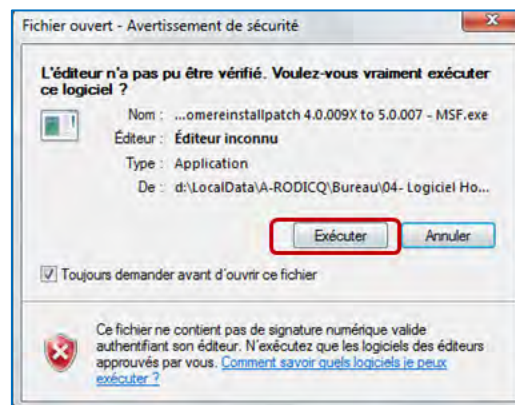 Fichier ouvert - Avertissement de sécurité
L'éditeur n'a pas pu être vérifié. Voulez-vous vraiment exécuter
ce logiciel ?
Nom : ...omereinstallpatch 4.0.009X to 5.0.007 - MSF.exe
Éditeur : Éditeur inconnu
Type : Application
De : d:\LocalData\A-RODICQ\Bureau\04- Logiciel Ho...
Exécuter Annuler
Toujours demander avant d'ouvrir ce fichier
Ce fichier ne contient pas de signature numérique valide
authentifiant son éditeur. N'exécutez que les logiciels des éditeurs
approuvés par vous. Comment savoir quels logiciels je peux
exécuter ?